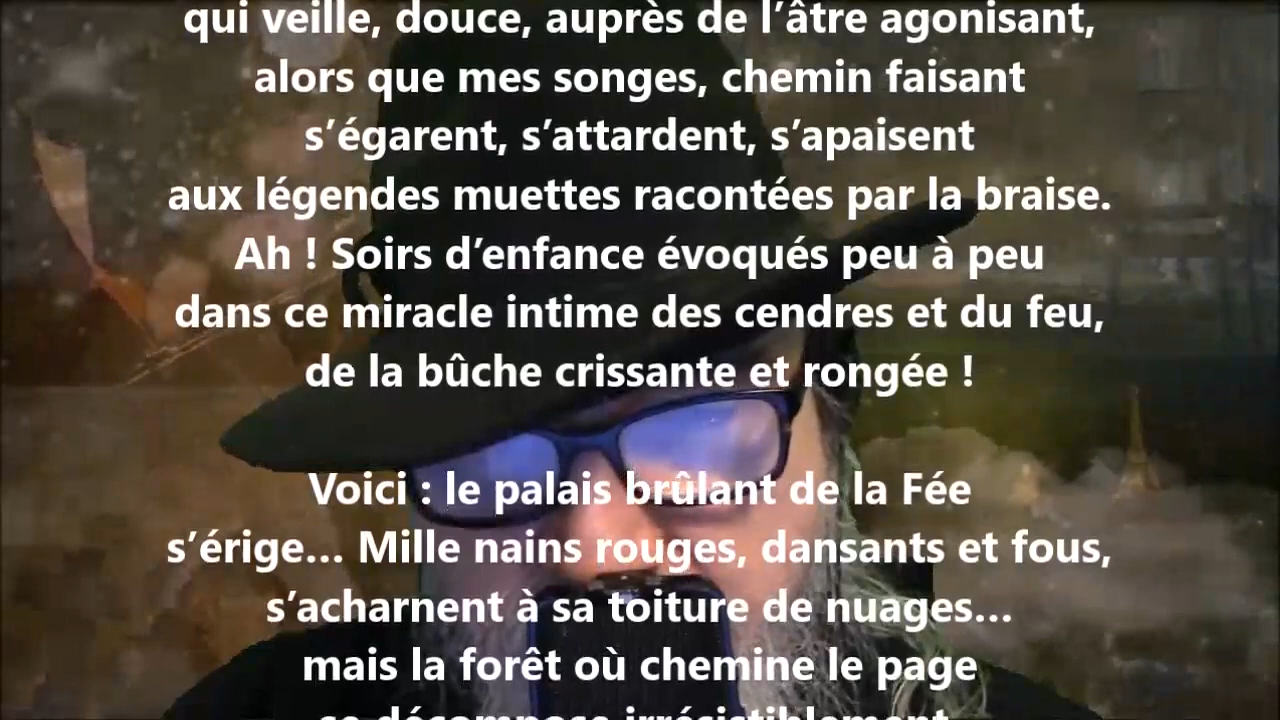 qui veille, douce, auprès de l’âtre agonisant,
alors que mes songes, chemin faisant
s’égarent, s’attardent, s’apaisent
aux légendes muettes racontées par la braise.
Ah ! Soirs d’enfance évoqués peu à peu
dans ce miracle intime des cendres et du feu,
de la bûche crissante et rongée !
Voici : le palais brûlant de la Fée
s’érige… Mille nains rouges, dansants et fous,
s’acharnent à sa toiture de nuages…
mais la forêt où chemine le page
se décompose irrésistiblement